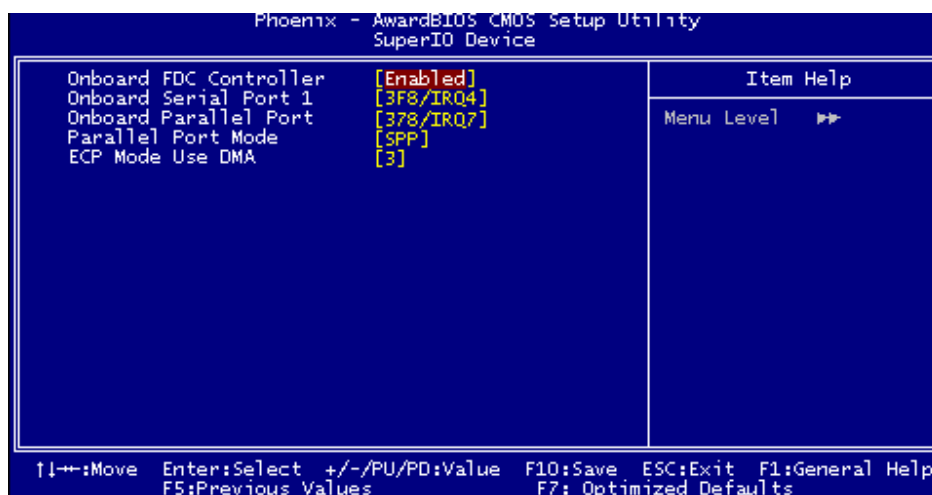 Phoenix - AwardBIOS CMOS Setup Utility
SuperIO Device
Onboard FDC Controller [Enabled]
Onboard Serial Port 1 [3F8/IRQ4]
Onboard Parallel Port [378/IRQ7]
Parallel Port Mode [SPP]
ECP Mode Use DMA [3]
Item Help
Menu Level ▶▶
↑↓→←:Move Enter:Select +/-/PU/PD:Value F10:Save ESC:Exit F1:General Help
F5:Previous Values F7: Optimized Defaults